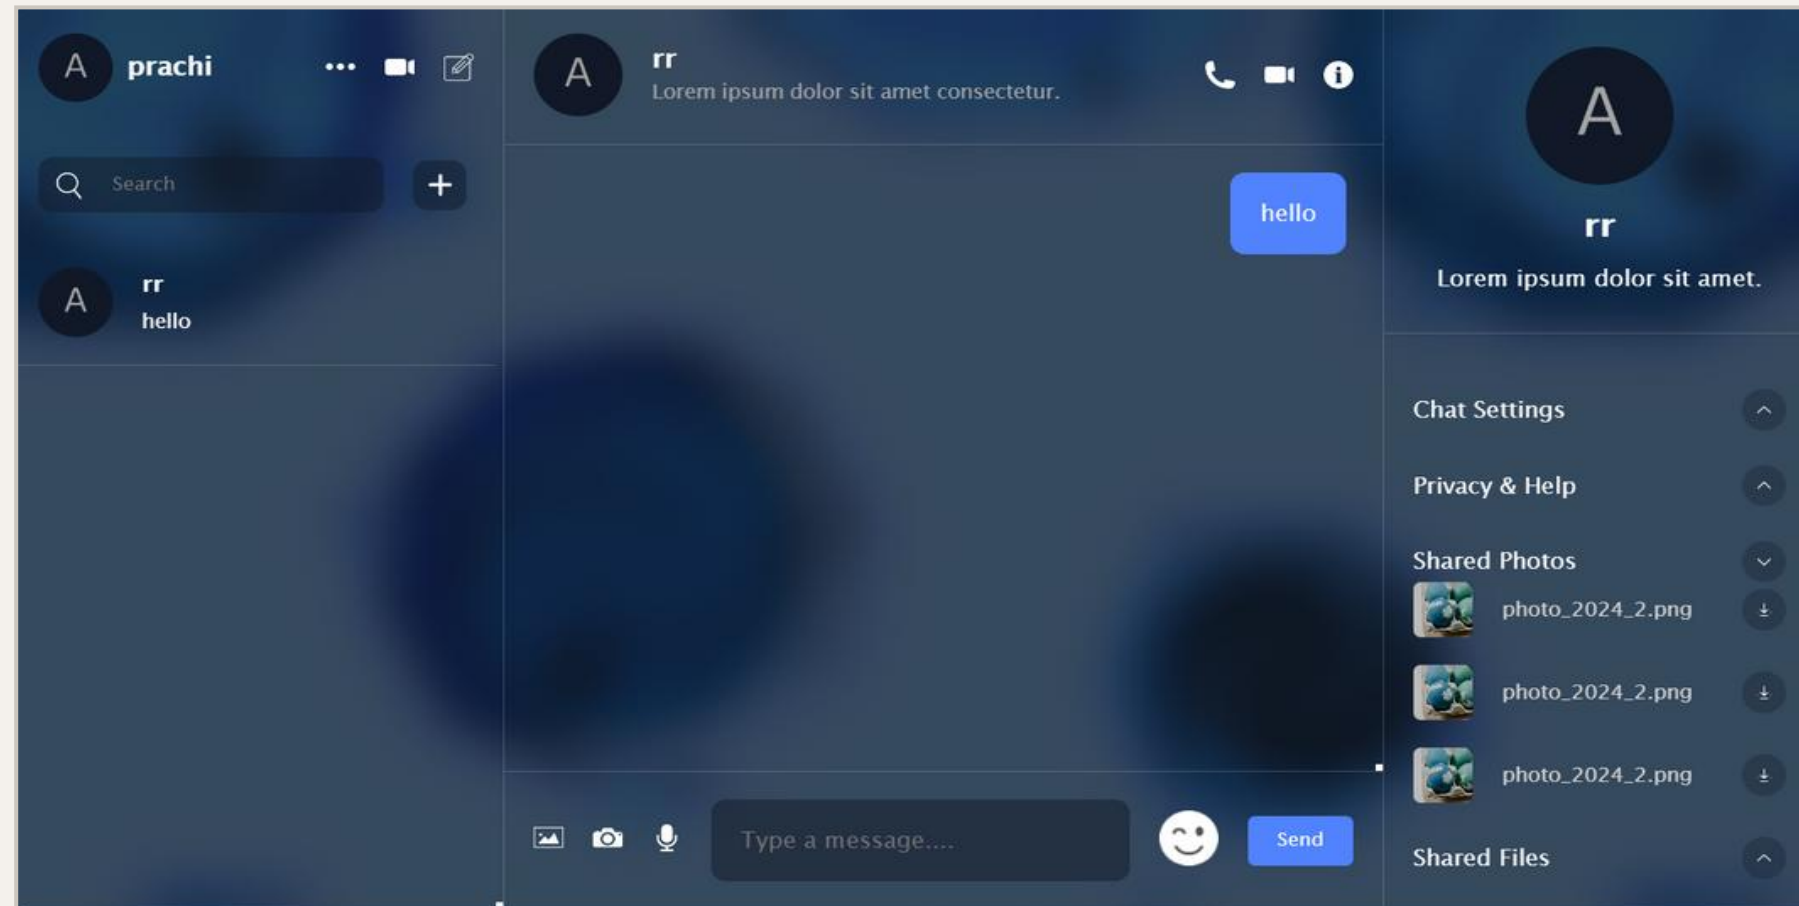 A
prachi
Search
A
rr
hello
A
rr
Lorem ipsum dolor sit amet consectetur.
hello
Type a message....
Send
A
rr
Lorem ipsum dolor sit amet.
Chat Settings
Privacy & Help
Shared Photos
photo_2024_2.png
photo_2024_2.png
photo_2024_2.png
Shared Files